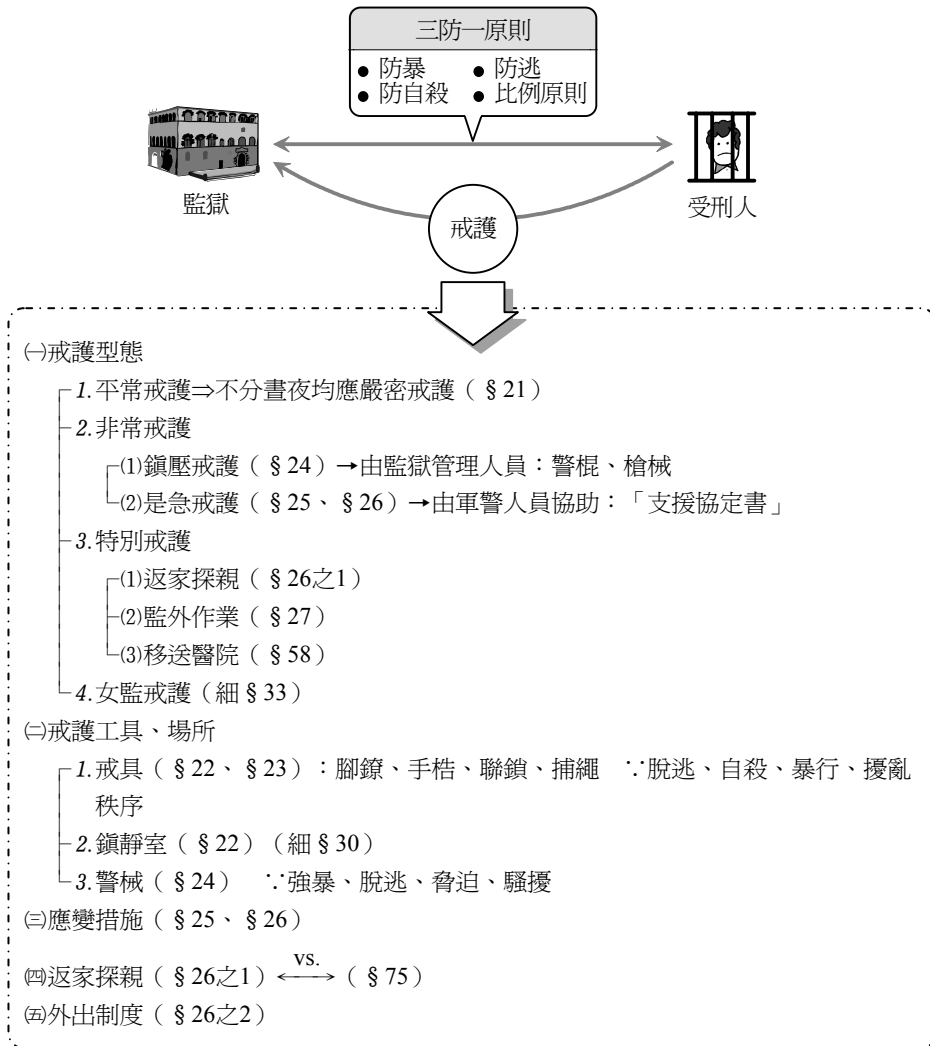 三防一原則
● 防暴 ● 防逃
● 防自殺 ● 比例原則
監獄
受刑人
戒護
㈠戒護型態
1.平常戒護⇒不分晝夜均應嚴密戒護（§21）
2.非常戒護
⑴鎮壓戒護（§24）→由監獄管理人員：警棍、槍械
⑵是急戒護（§25、§26）→由軍警人員協助：「支援協定書」
3.特別戒護
⑴返家探親（§26之1）
⑵監外作業（§27）
⑶移送醫院（§58）
4.女監戒護（細§33）
㈡戒護工具、場所
1.戒具（§22、§23）：腳鐐、手梏、聯鎖、捕繩 ∵脫逃、自殺、暴行、擾亂
秩序
2.鎮靜室（§22）（細§30）
3.警械（§24） ∵強暴、脫逃、脅迫、騷擾
㈢應變措施（§25、§26）
㈣返家探親（§26之1）←vs.→（§75）
㈤外出制度（§26之2）